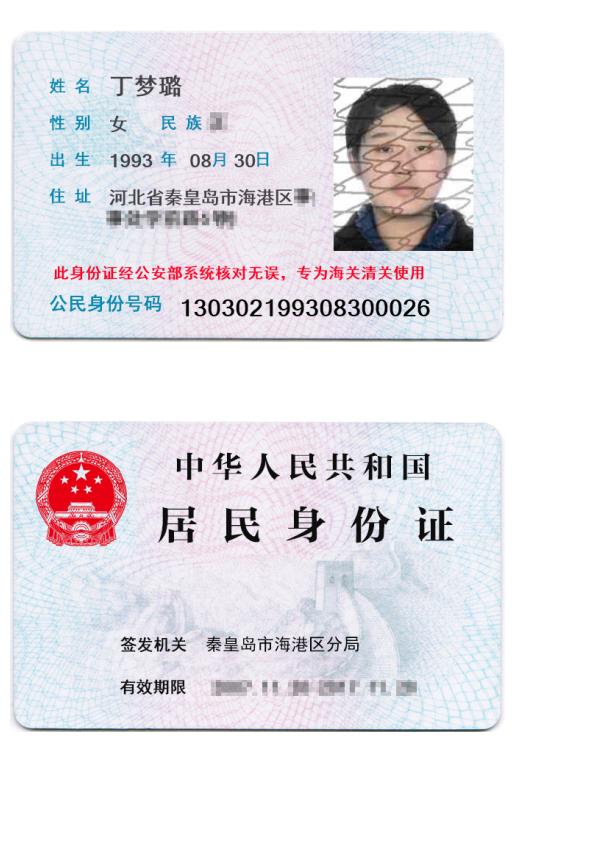 姓名 丁梦璐
性别 女 民族
出生 1993 年 08月 30日
住址 河北省秦皇岛市海港区
此身份证经公安部系统核对无误，专为海关清关使用
公民身份号码 130302199308300026
中华人民共和国
居民身份证
签发机关 秦皇岛市海港区分局
有效期限